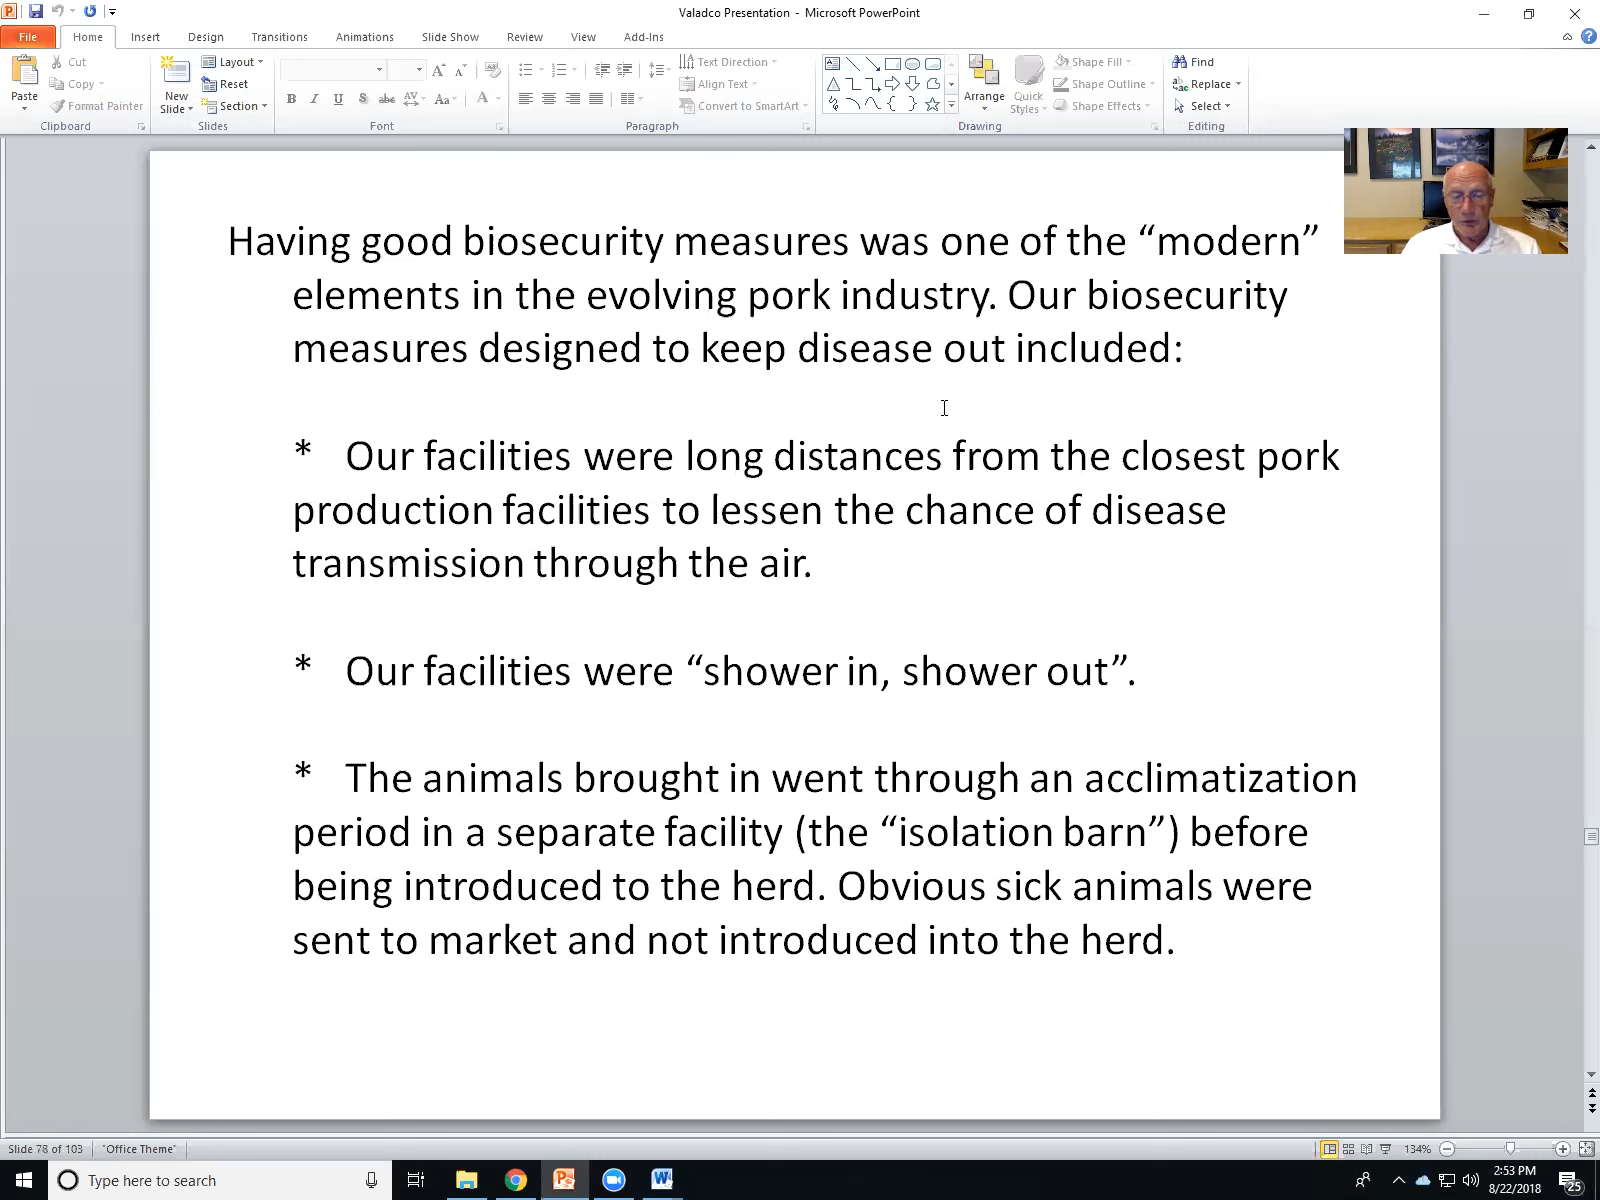 Valadco Presentation - Microsoft PowerPoint
File Home Insert Design Transitions Animations Slide Show Review View Add-Ins
Paste
Cut
Copy
Format Painter
Clipboard
New Slide
Layout
Reset
Section
Slides
B I U S abc AV Aa A
Font
Text Direction
Align Text
Convert to SmartArt
Paragraph
Arrange
Quick Styles
Shape Fill
Shape Outline
Shape Effects
Drawing
Find
Replace
Select
Editing
Having good biosecurity measures was one of the “modern”
elements in the evolving pork industry. Our biosecurity
measures designed to keep disease out included:
* Our facilities were long distances from the closest pork
production facilities to lessen the chance of disease
transmission through the air.
* Our facilities were “shower in, shower out”.
* The animals brought in went through an acclimatization
period in a separate facility (the “isolation barn”) before
being introduced to the herd. Obvious sick animals were
sent to market and not introduced into the herd.
Slide 78 of 103 "Office Theme" 134%
Type here to search
2:53 PM
8/22/2018
25